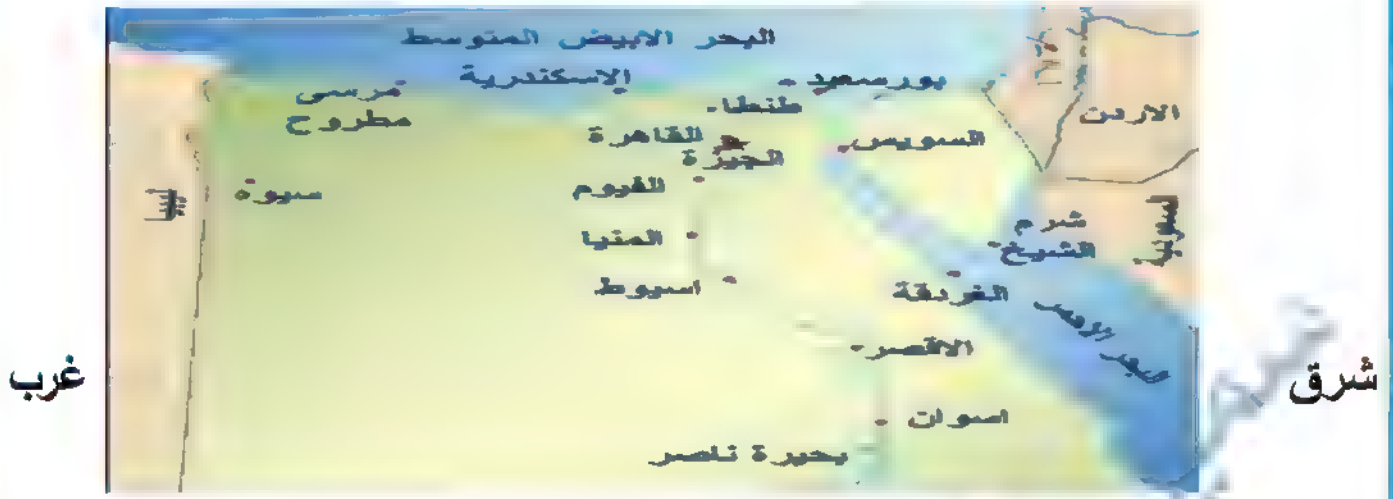 البحر الابيض المتوسط
الإسكندرية
مرسى
مطروح
بورسعيد
طنطا
الاردن
السويس
القاهرة
الجيزة
الفيوم
سيوه
المنيا
شرم
الشيخ
اسيوط
الغردقة
البحر الاحمر
الاقصر
غرب
شرق
اسوان
بحيرة ناصر